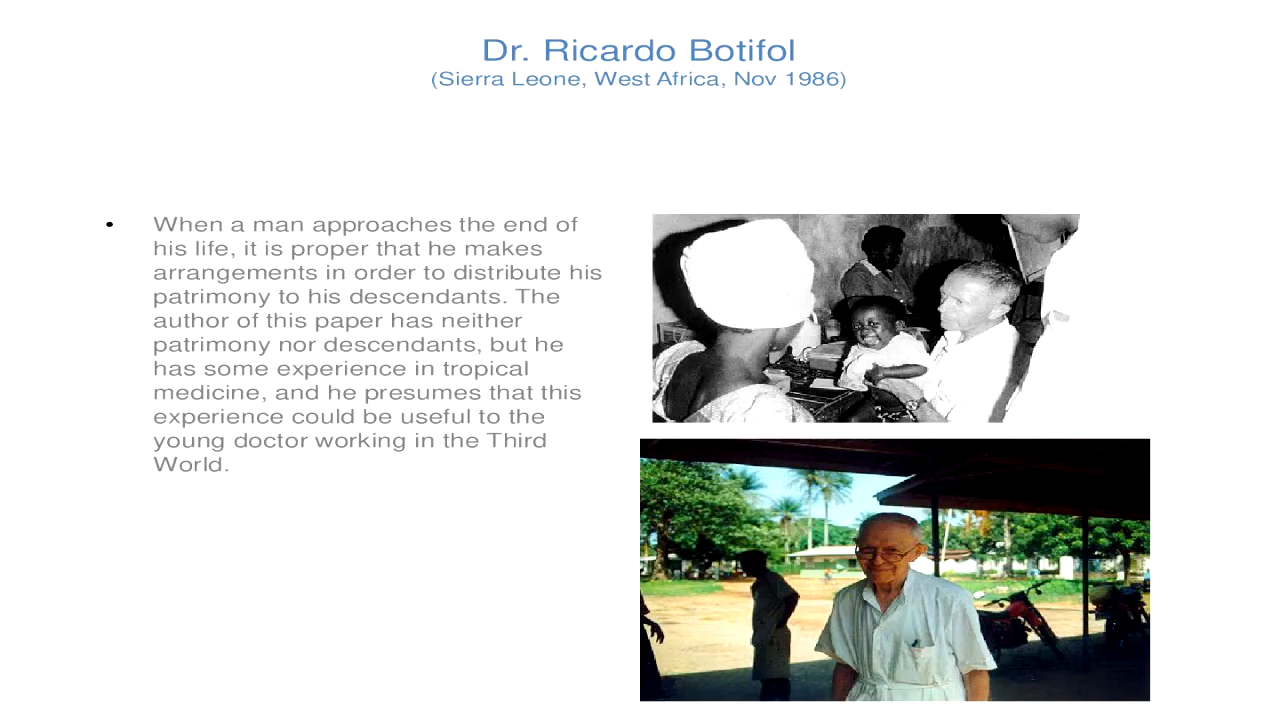 Dr. Ricardo Botifol
(Sierra Leone, West Africa, Nov 1986)
• When a man approaches the end of
his life, it is proper that he makes
arrangements in order to distribute his
patrimony to his descendants. The
author of this paper has neither
patrimony nor descendants, but he
has some experience in tropical
medicine, and he presumes that this
experience could be useful to the
young doctor working in the Third
World.